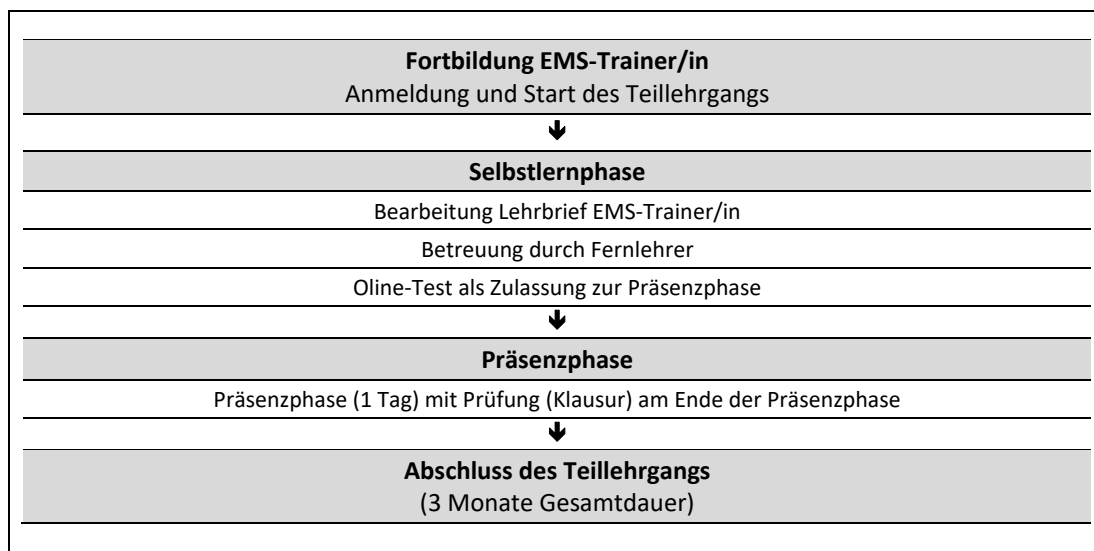 Fortbildung EMS-Trainer/in
Anmeldung und Start des Teillehrgangs
Selbstlernphase
Bearbeitung Lehrbrief EMS-Trainer/in
Betreuung durch Fernlehrer
Oline-Test als Zulassung zur Präsenzphase
Präsenzphase
Präsenzphase (1 Tag) mit Prüfung (Klausur) am Ende der Präsenzphase
Abschluss des Teillehrgangs
(3 Monate Gesamtdauer)